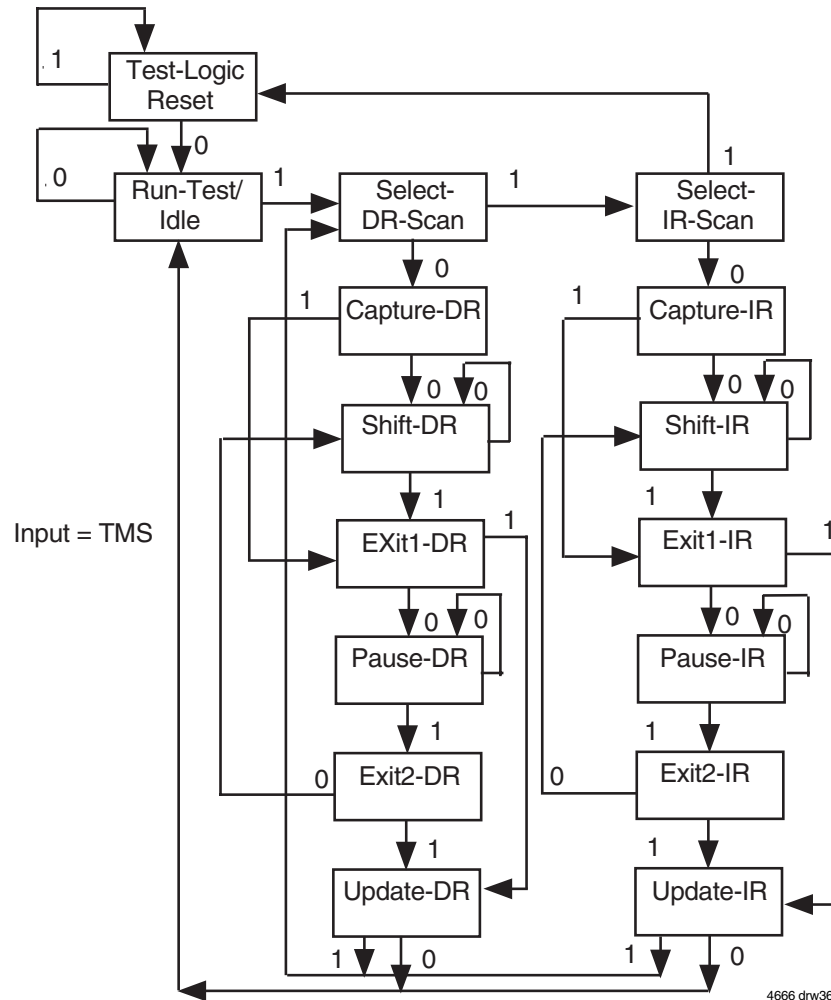 . 1
Test-Logic
Reset
0
1
. 0
Run-Test/
Idle
1
Select-
DR-Scan
1
Select-
IR-Scan
0
0
1
Capture-DR
1
Capture-IR
0
0
0
0
Shift-DR
Shift-IR
1
1
Input = TMS
EXit1-DR
1
Exit1-IR
1
0
0
0
0
Pause-DR
Pause-IR
1
1
0
Exit2-DR
0
Exit2-IR
1
1
Update-DR
Update-IR
1
0
1
0
4666 drw36